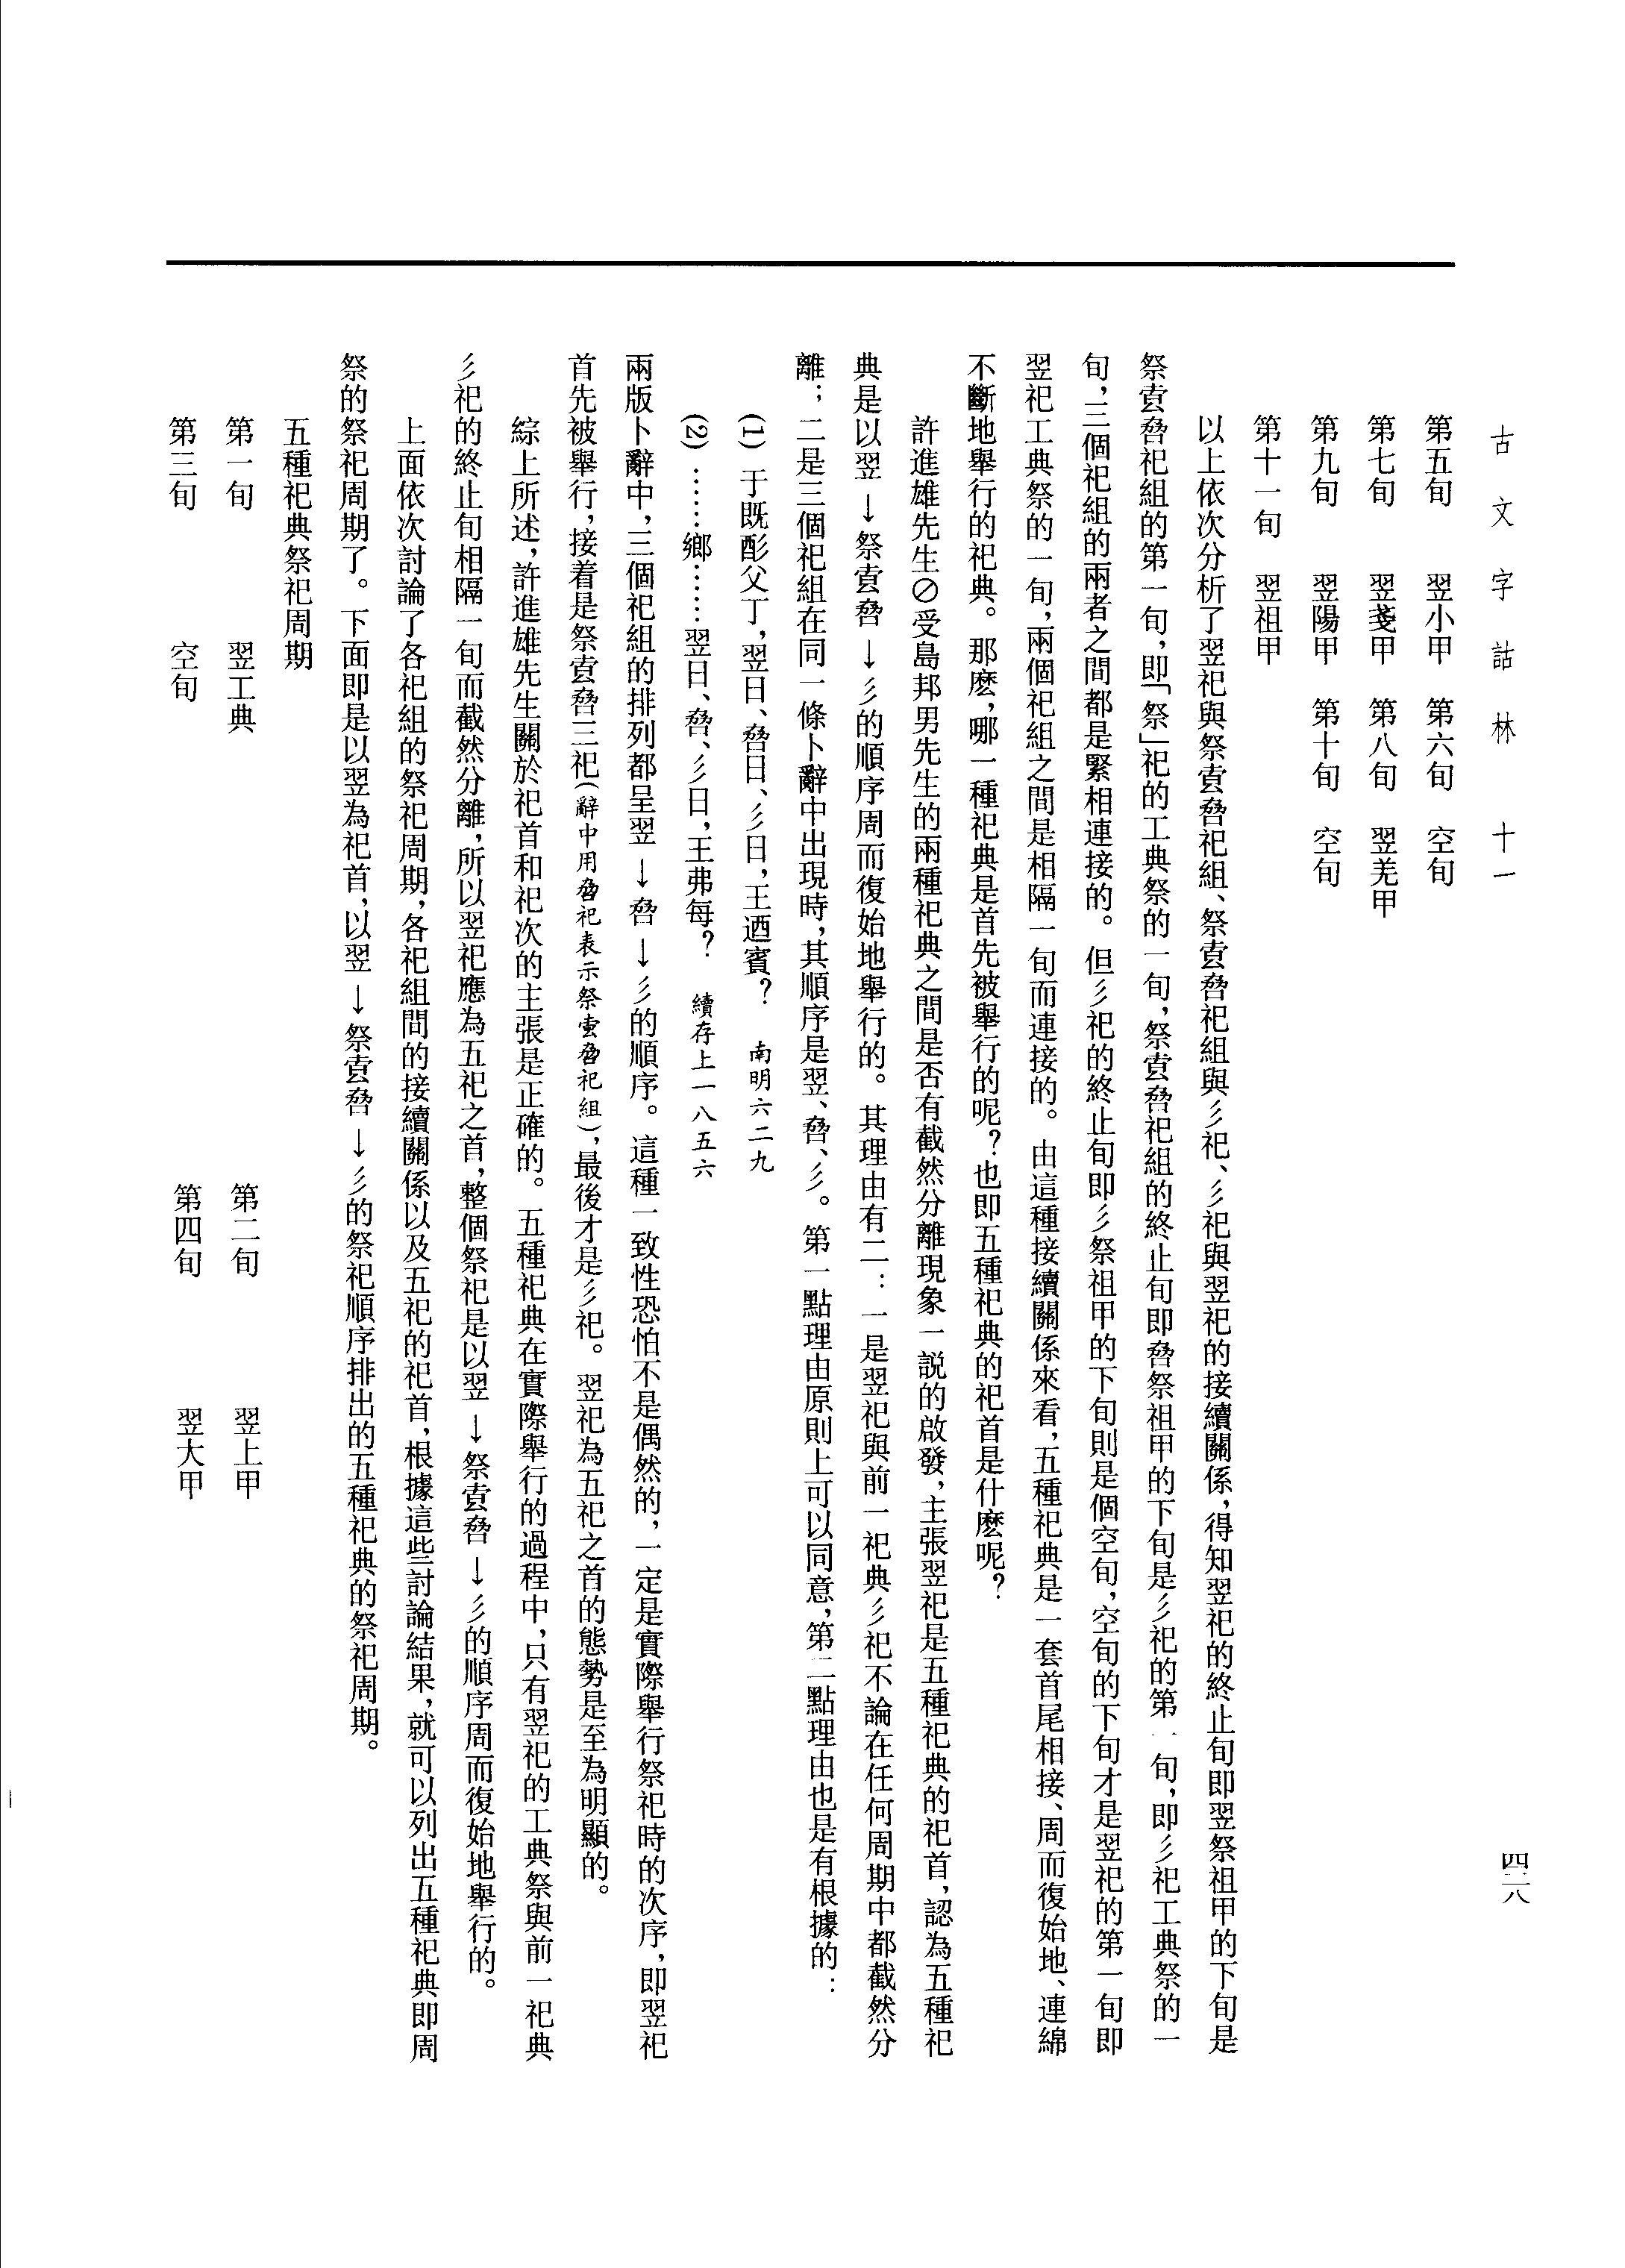 古文字詁林　十一
四二八
第五旬　翌小甲　第六旬　空旬
第七旬　翌戔甲　第八旬　翌羌甲
第九旬　翌陽甲　第十旬　空旬
第十一旬　翌祖甲
以上依次分析了翌祀與祭壴祀組、祭壴祀組與彡祀、彡祀與翌祀的接續關係，得知翌祀的終止旬即翌祭祖甲的下旬是
祭壴祀組的第一旬，即「祭」祀的工典祭的一旬，祭壴祀組的終止旬即祭祖甲的下旬是彡祀的第一旬，即彡祀工典祭的一
旬，三個祀組的兩者之間都是緊相連接的。但彡祀的終止旬即彡祭祖甲的下旬則是個空旬，空旬的下旬才是翌祀的第一旬即
翌祀工典祭的一旬，兩個祀組之間是相隔一旬而連接的。由這種接續關係來看，五種祀典是一套首尾相接、周而復始地、連綿
不斷地舉行的祀典。那麽，哪一種祀典是首先被舉行的呢？也即五種祀典的祀首是什麽呢？
許進雄先生⊘受島邦男先生的兩種祀典之間是否有截然分離現象一説的啟發，主張翌祀是五種祀典的祀首，認為五種祀
典是以翌→祭壴→彡的順序周而復始地舉行的。其理由有二：一是翌祀與前一祀典彡祀不論在任何周期中都截然分
離；二是三個祀組在同一條卜辭中出現時，其順序是翌、、彡。第一點理由原則上可以同意，第二點理由也是有根據的：
(1) 于既酌父丁，翌日、日、彡日，王迺賓？　南明六二九
(2) ……鄉……翌日、、彡日，王弗每？　續存上一八五六
兩版卜辭中，三個祀組的排列都呈翌→→彡的順序。這種一致性恐怕不是偶然的，一定是實際舉行祭祀時的次序，即翌祀
首先被舉行，接着是祭壴三祀（辭中用祀表示祭壴祀組），最後才是彡祀。翌祀為五祀之首的態勢是至為明顯的。
綜上所述，許進雄先生關於祀首和祀次的主張是正確的。五種祀典在實際舉行的過程中，只有翌祀的工典祭與前一祀典
彡祀的終止旬相隔一旬而截然分離，所以翌祀應為五祀之首，整個祭祀是以翌→祭壴→彡的順序周而復始地舉行的。
上面依次討論了各祀組的祭祀周期，各祀組間的接續關係以及五祀的祀首，根據這些討論結果，就可以列出五種祀典即周
祭的祭祀周期了。下面即是以翌為祀首，以翌→祭壴→彡的祭祀順序排出的五種祀典的祭祀周期。
五種祀典祭祀周期
第一旬　翌工典　第二旬　翌上甲
第三旬　空旬　第四旬　翌大甲